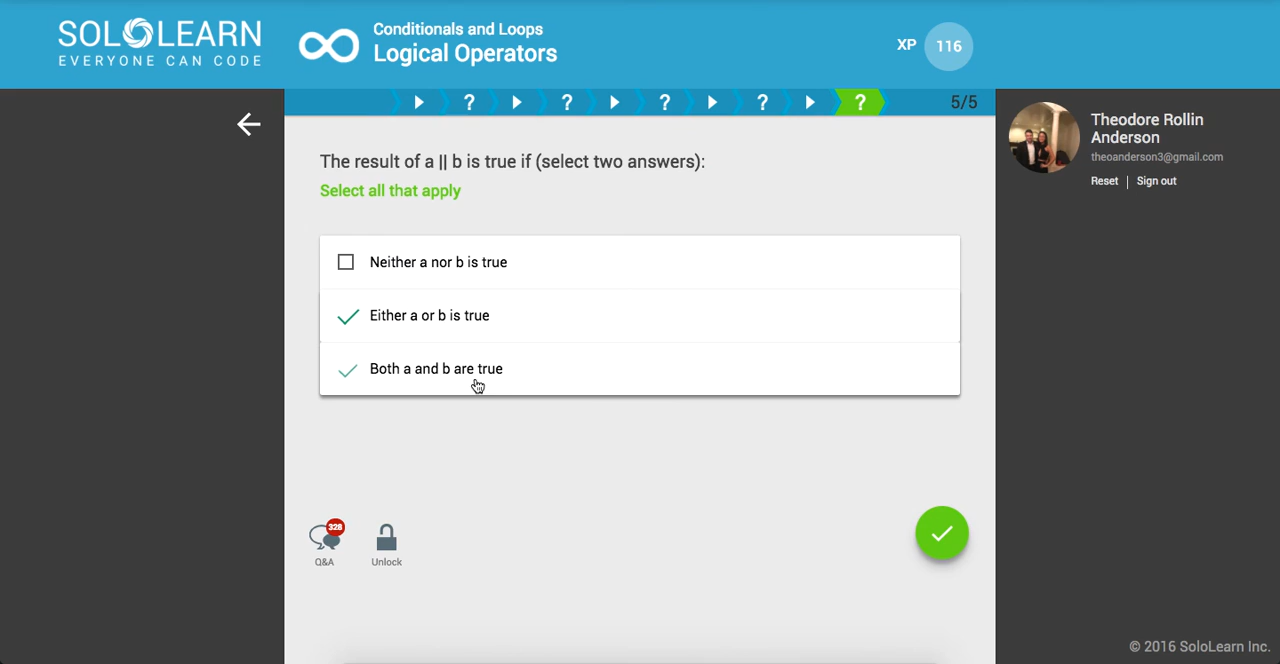 SOLOLEARN
EVERYONE CAN CODE
Conditionals and Loops
Logical Operators
XP 116
? ? ? ? ? 5/5
Theodore Rollin
Anderson
theoanderson3@gmail.com
Reset | Sign out
The result of a || b is true if (select two answers):
Select all that apply
Neither a nor b is true
Either a or b is true
Both a and b are true
328
Q&A
Unlock
© 2016 SoloLearn Inc.